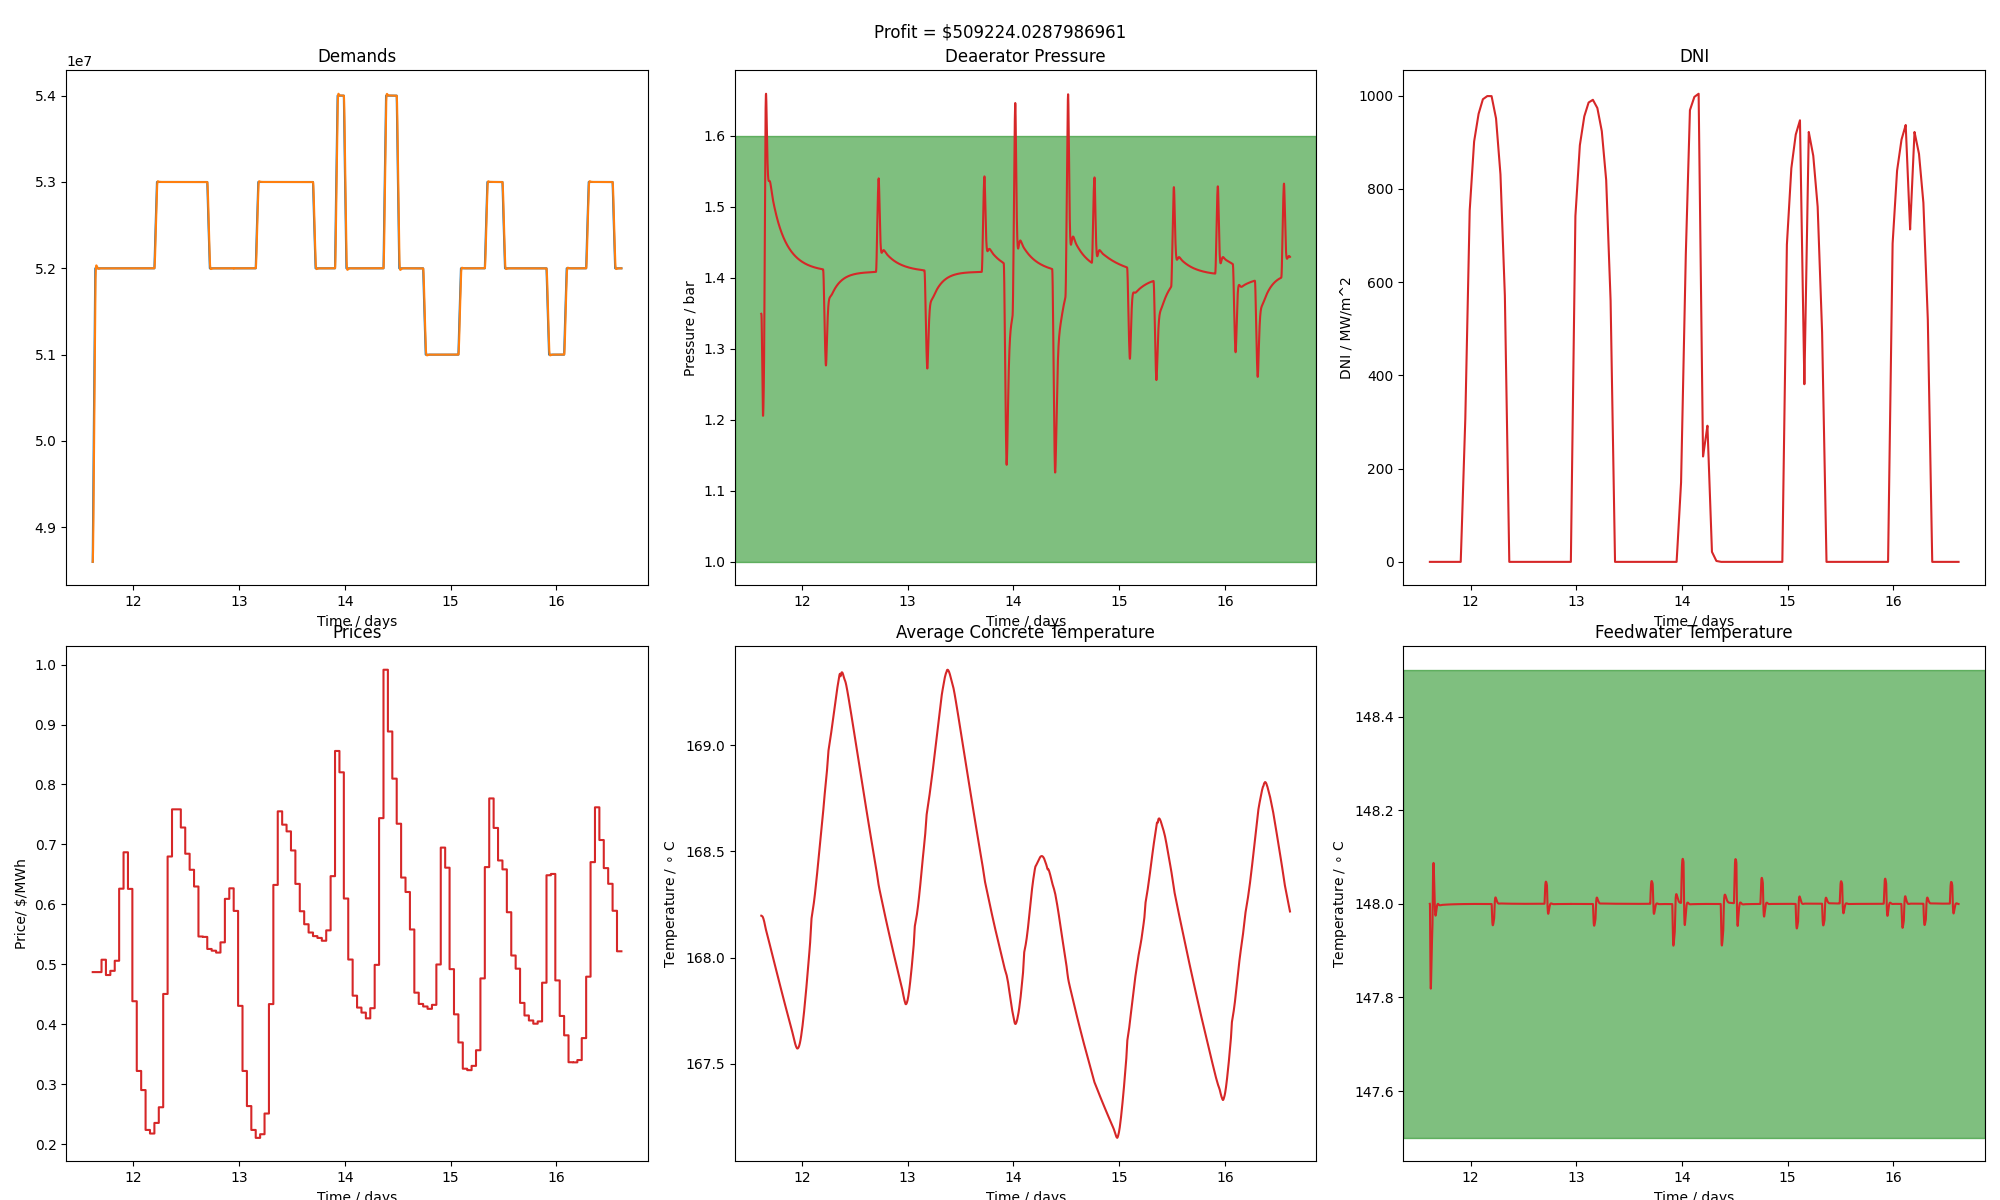 Profit = $509224.0287986961
Demands
1e7
5.4
5.3
5.2
5.1
5.0
4.9
12 13 14 15 16
Time / days
Deaerator Pressure
Pressure / bar
1.6
1.5
1.4
1.3
1.2
1.1
1.0
12 13 14 15 16
Time / days
DNI
DNI / MW/m^2
1000
800
600
400
200
0
12 13 14 15 16
Time / days
Prices
Price/ $/MWh
1.0
0.9
0.8
0.7
0.6
0.5
0.4
0.3
0.2
12 13 14 15 16
Time / days
Average Concrete Temperature
Temperature / ∘ C
169.0
168.5
168.0
167.5
12 13 14 15 16
Time / days
Feedwater Temperature
Temperature / ∘ C
148.4
148.2
148.0
147.8
147.6
12 13 14 15 16
Time / days